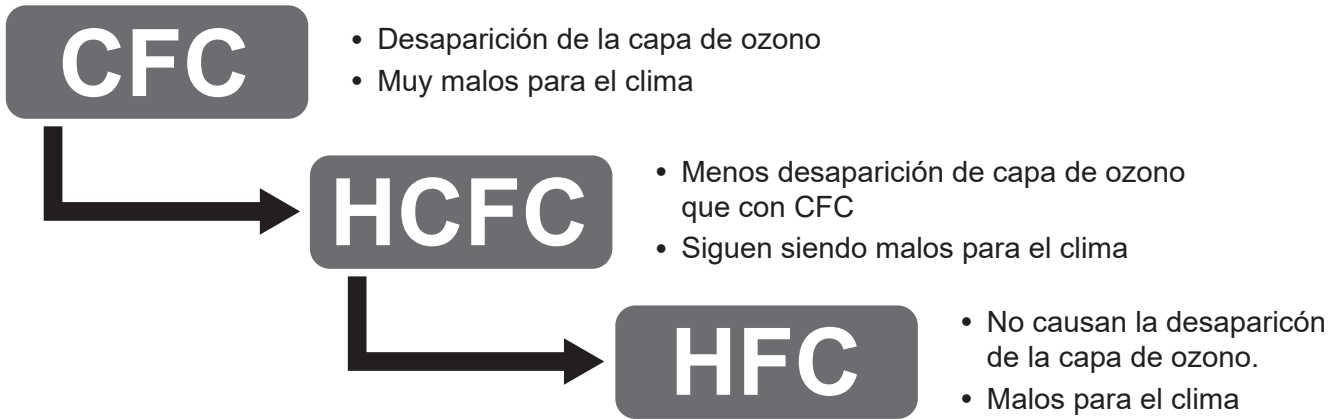 CFC
• Desaparición de la capa de ozono
• Muy malos para el clima
HCFC
• Menos desaparición de capa de ozono
que con CFC
• Siguen siendo malos para el clima
HFC
• No causan la desaparicón
de la capa de ozono.
• Malos para el clima